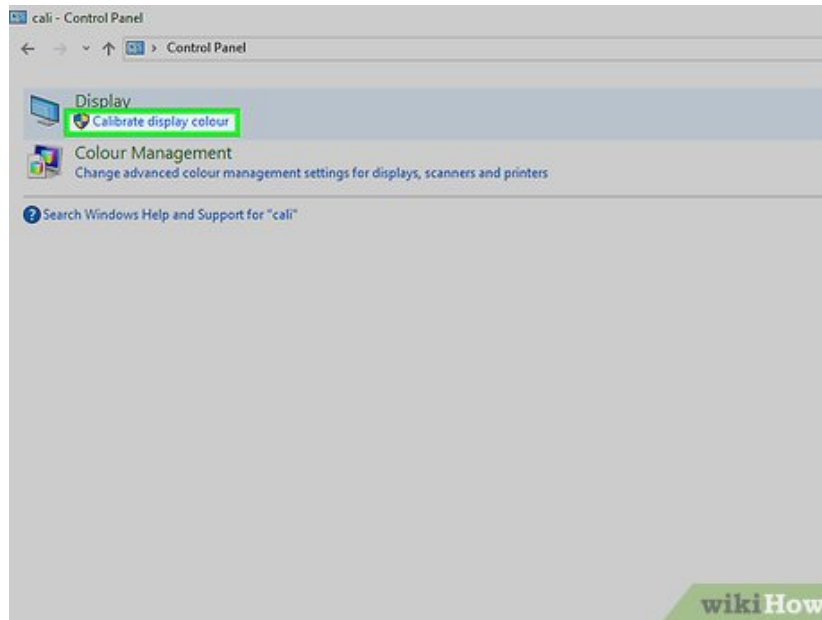 cali - Control Panel
Control Panel
Display
Calibrate display colour
Colour Management
Change advanced colour management settings for displays, scanners and printers
Search Windows Help and Support for "cali"
wikiHow